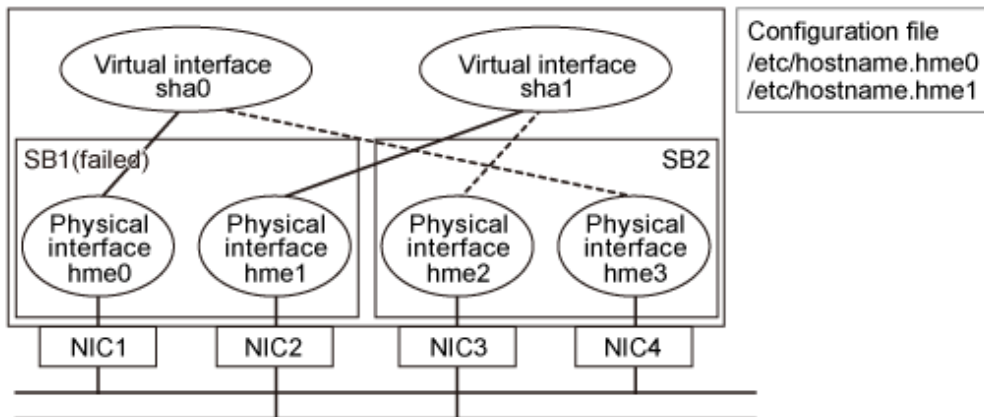 Virtual interface
sha0
Virtual interface
sha1
Configuration file
/etc/hostname.hme0
/etc/hostname.hme1
SB1(failed)
SB2
Physical
interface
hme0
Physical
interface
hme1
Physical
interface
hme2
Physical
interface
hme3
NIC1
NIC2
NIC3
NIC4